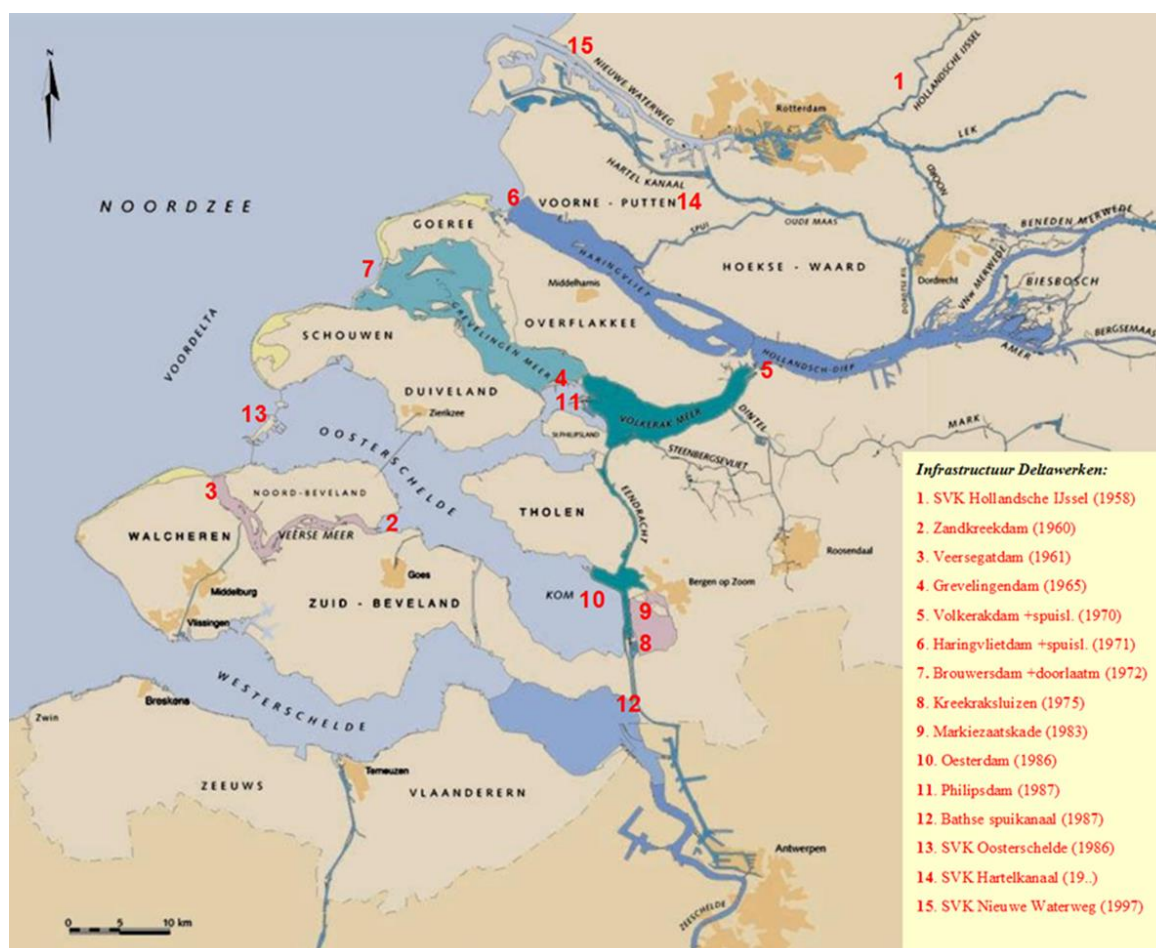 N
15
NIEUWE WATERWEG
1
HOLLANDSCHE IJSSEL
Rotterdam
LEK
NOORD
HARTEL KANAAL
NOORDZEE
6
VOORNE - PUTTEN
14
GOEREE
SPUI
OUDE MAAS
BENEDEN MERWEDE
7
HARINGVLIET
HOEKSE - WAARD
Dordrecht
VNW MERWEDE
BIESBOSCH
Middelharnis
DORDTSE KIL
GREVELINGEN MEER
OVERFLAKKEE
AMER
BERGSEMAAS
SCHOUWEN
VOORDELTA
HOLLANDSCH-DIEP
4
5
DUIVELAND
11
13
Zierikzee
VOLKERAK MEER
DINTEL
MARK
ST.PHILIPSLAND
OOSTERSCHELDE
STEENBERGSEVLIET
3
NOORD-BEVELAND
THOLEN
EENDRACHT
2
WALCHEREN
VEERSE MEER
Roosendaal
Goes
Bergen op Zoom
Middelburg
KOM
10
9
ZUID - BEVELAND
Vlissingen
8
WESTERSCHELDE
12
Breskens
Zwin
Terneuzen
ZEEUWS
VLAANDEREN
Antwerpen
ZEESCHELDE
0 5 10 km
Infrastructuur Deltawerken:
1. SVK Hollandsche IJssel (1958)
2. Zandkreekdam (1960)
3. Veersegatdam (1961)
4. Grevelingendam (1965)
5. Volkerakdam +spuisl. (1970)
6. Haringvlietdam +spuisl. (1971)
7. Brouwersdam +doorlaatm (1972)
8. Kreekraksluizen (1975)
9. Markiezaatskade (1983)
10. Oesterdam (1986)
11. Philipsdam (1987)
12. Bathse spuikanaal (1987)
13. SVK Oosterschelde (1986)
14. SVK Hartelkanaal (19..)
15. SVK Nieuwe Waterweg (1997)